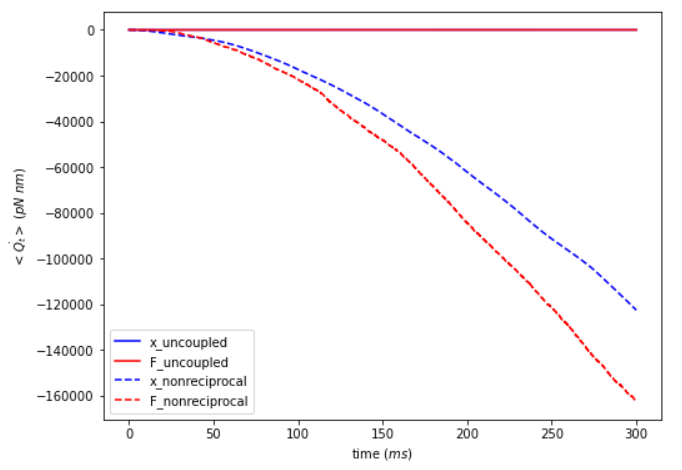 0
−20000
−40000
−60000
−80000
−100000
−120000
−140000
−160000
< Q̇ₜ > (pN nm)
x_uncoupled
F_uncoupled
x_nonreciprocal
F_nonreciprocal
0 50 100 150 200 250 300
time (ms)